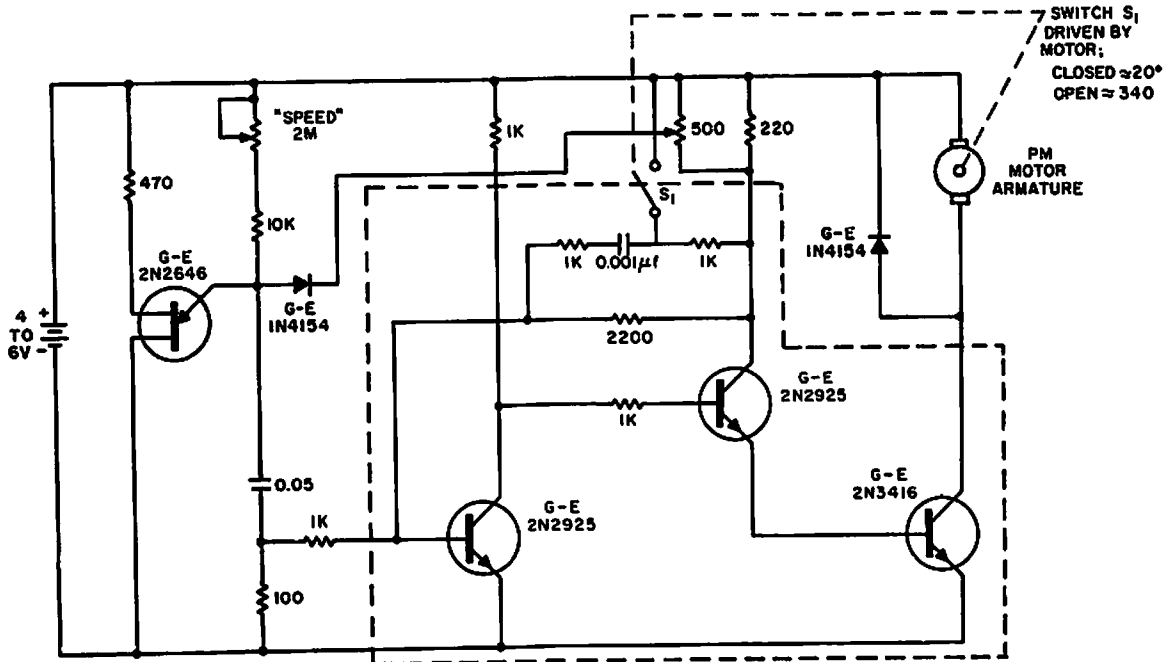 SWITCH S1
DRIVEN BY
MOTOR;
CLOSED ≈20°
OPEN ≈ 340
"SPEED"
2M
1K
500
220
470
PM
MOTOR
ARMATURE
10K
S1
G-E
1N4154
G-E
2N2646
1K
0.001μf
1K
G-E
1N4154
4 +
TO
6V -
2200
G-E
2N2925
1K
G-E
2N3416
0.05
G-E
2N2925
1K
100